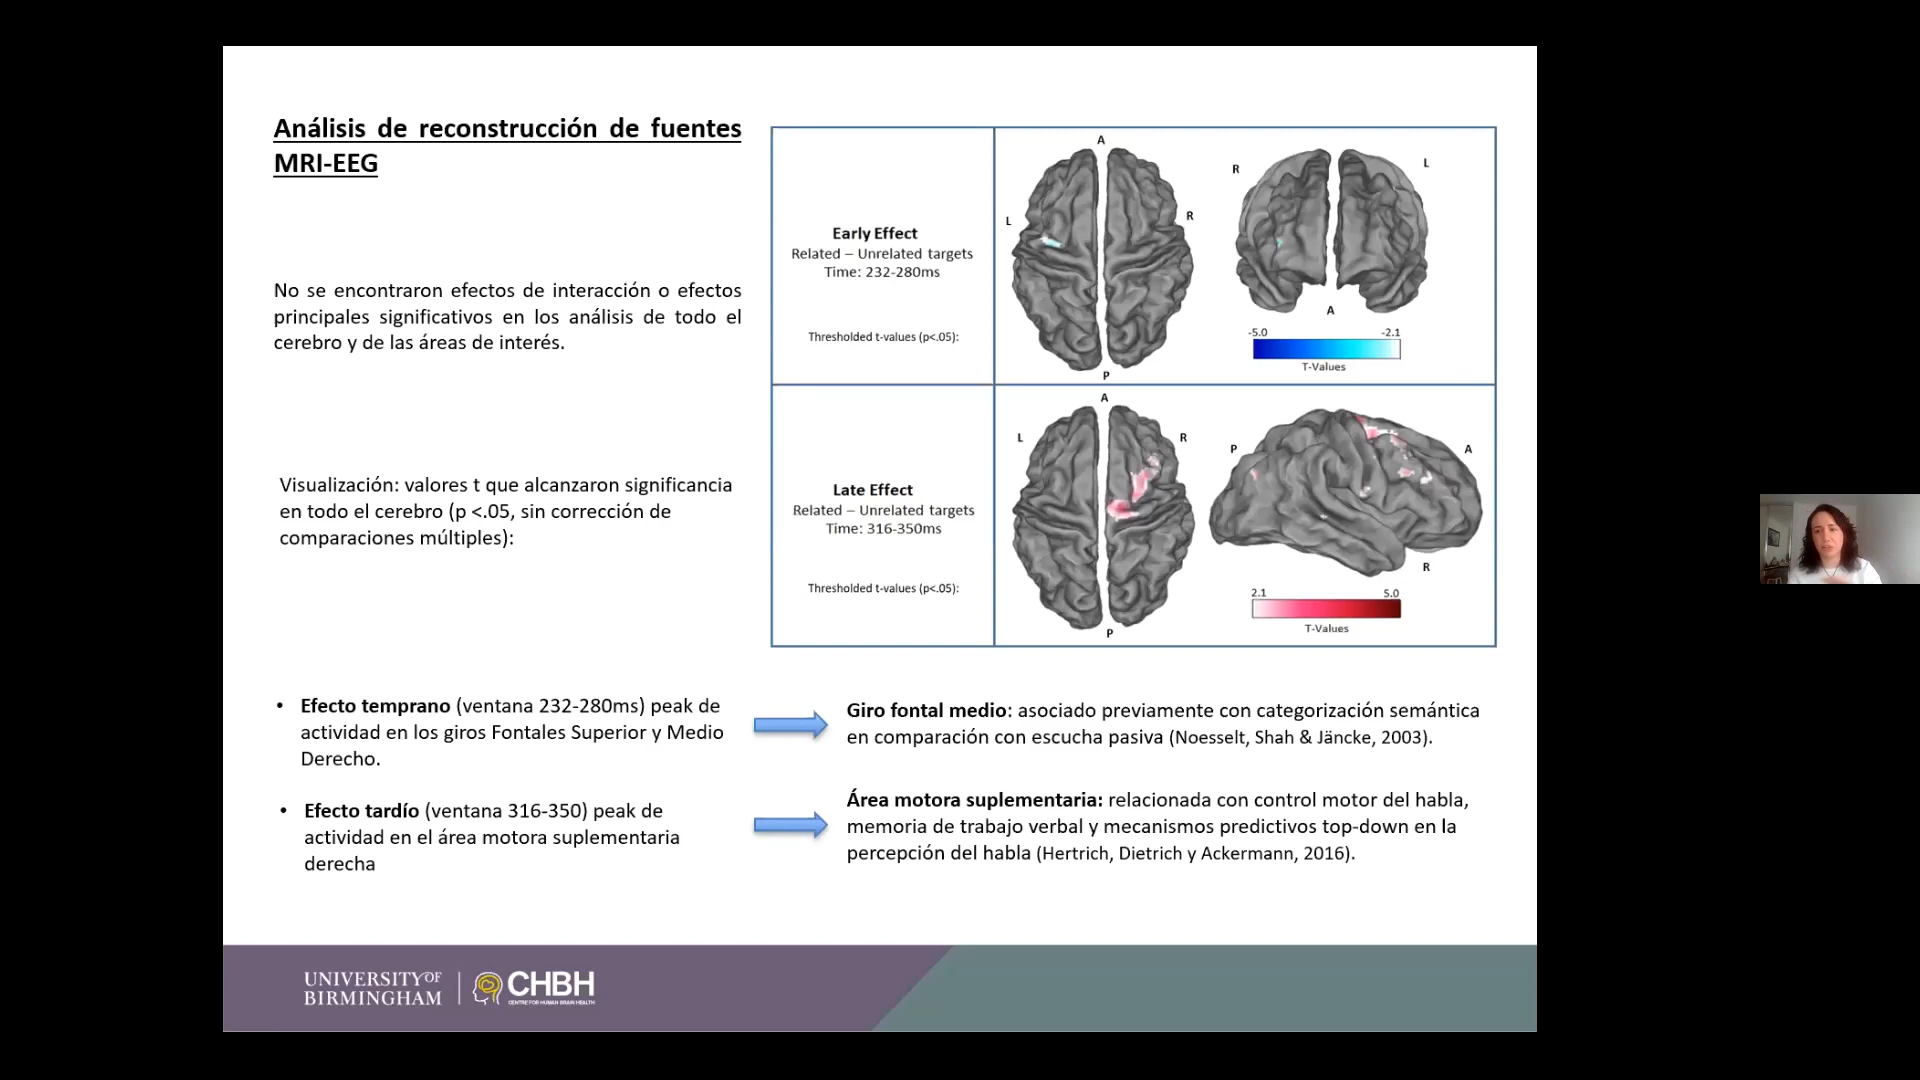 Análisis de reconstrucción de fuentes
MRI-EEG
No se encontraron efectos de interacción o efectos
principales significativos en los análisis de todo el
cerebro y de las áreas de interés.
Visualización: valores t que alcanzaron significancia
en todo el cerebro (p <.05, sin corrección de
comparaciones múltiples):
Early Effect
Related – Unrelated targets
Time: 232-280ms
Thresholded t-values (p<.05):
A
L
R
P
R
L
A
-5.0 -2.1
T-Values
Late Effect
Related – Unrelated targets
Time: 316-350ms
Thresholded t-values (p<.05):
A
L
R
P
P
A
R
2.1 5.0
T-Values
• Efecto temprano (ventana 232-280ms) peak de
actividad en los giros Fontales Superior y Medio
Derecho.
Giro fontal medio: asociado previamente con categorización semántica
en comparación con escucha pasiva (Noesselt, Shah & Jäncke, 2003).
• Efecto tardío (ventana 316-350) peak de
actividad en el área motora suplementaria
derecha
Área motora suplementaria: relacionada con control motor del habla,
memoria de trabajo verbal y mecanismos predictivos top-down en la
percepción del habla (Hertrich, Dietrich y Ackermann, 2016).
UNIVERSITY OF
BIRMINGHAM
CHBH
CENTRE FOR HUMAN BRAIN HEALTH